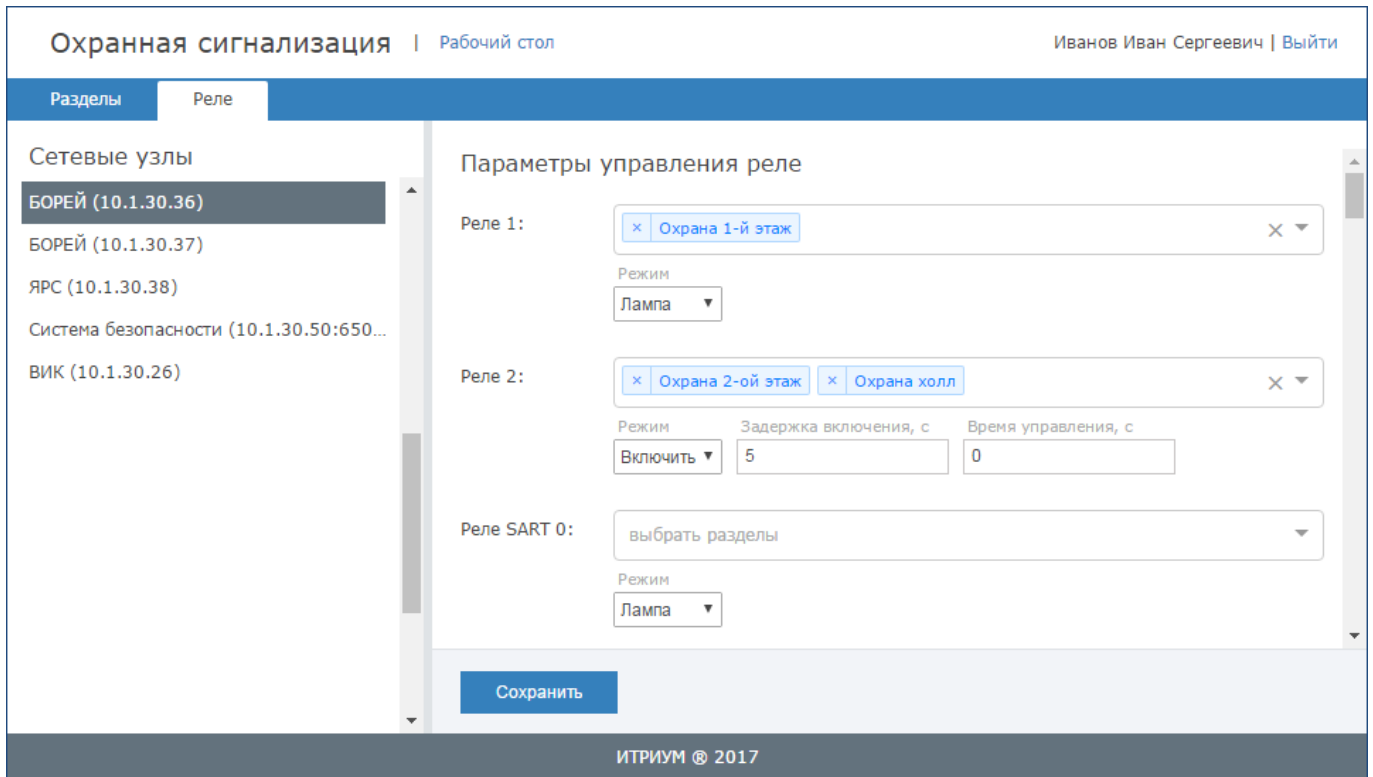 Охранная сигнализация | Рабочий стол Иванов Иван Сергеевич | Выйти
Разделы Реле
Сетевые узлы
БОРЕЙ (10.1.30.36)
БОРЕЙ (10.1.30.37)
ЯРС (10.1.30.38)
Система безопасности (10.1.30.50:650...
ВИК (10.1.30.26)
Параметры управления реле
Реле 1: × Охрана 1-й этаж ×
Режим
Лампа
Реле 2: × Охрана 2-ой этаж × Охрана холл ×
Режим Задержка включения, с Время управления, с
Включить 5 0
Реле SART 0: выбрать разделы
Режим
Лампа
Сохранить
ИТРИУМ ® 2017